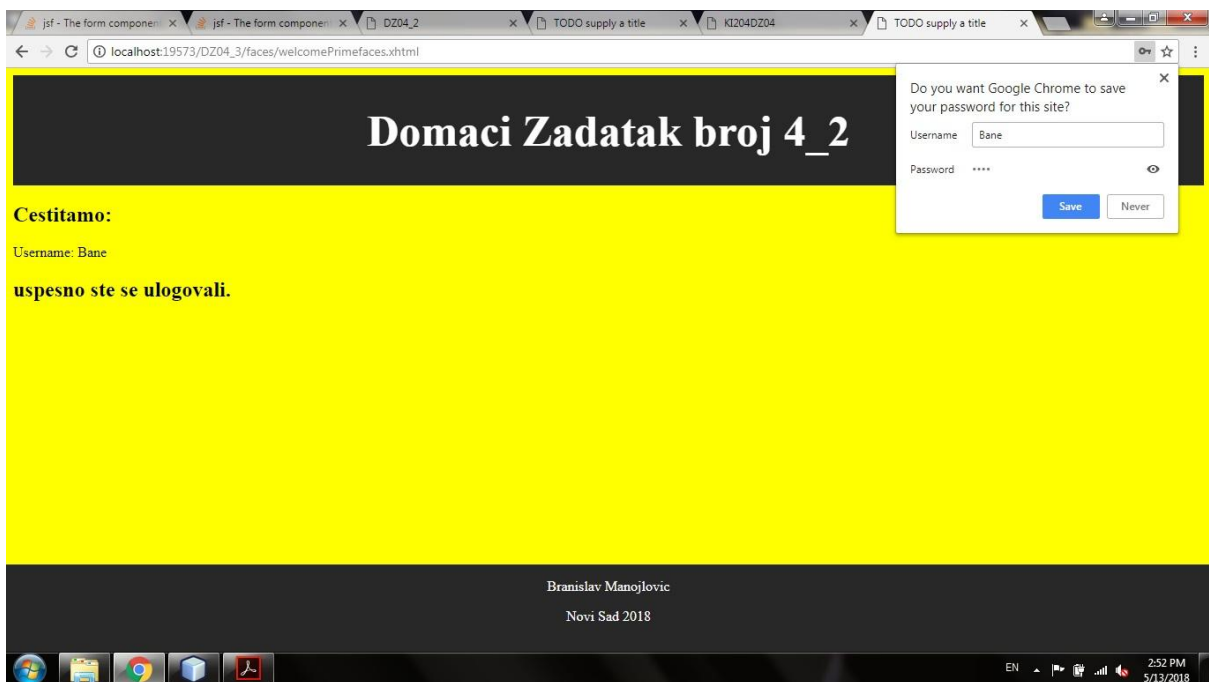 jsf - The form componen
jsf - The form componen
DZ04_2
TODO supply a title
KI204DZ04
TODO supply a title
localhost:19573/DZ04_3/faces/welcomePrimefaces.xhtml
Do you want Google Chrome to save
your password for this site?
Username Bane
Password ••••
Save Never
Domaci Zadatak broj 4_2
Cestitamo:
Username: Bane
uspesno ste se ulogovali.
Branislav Manojlovic
Novi Sad 2018
EN
2:52 PM
5/13/2018